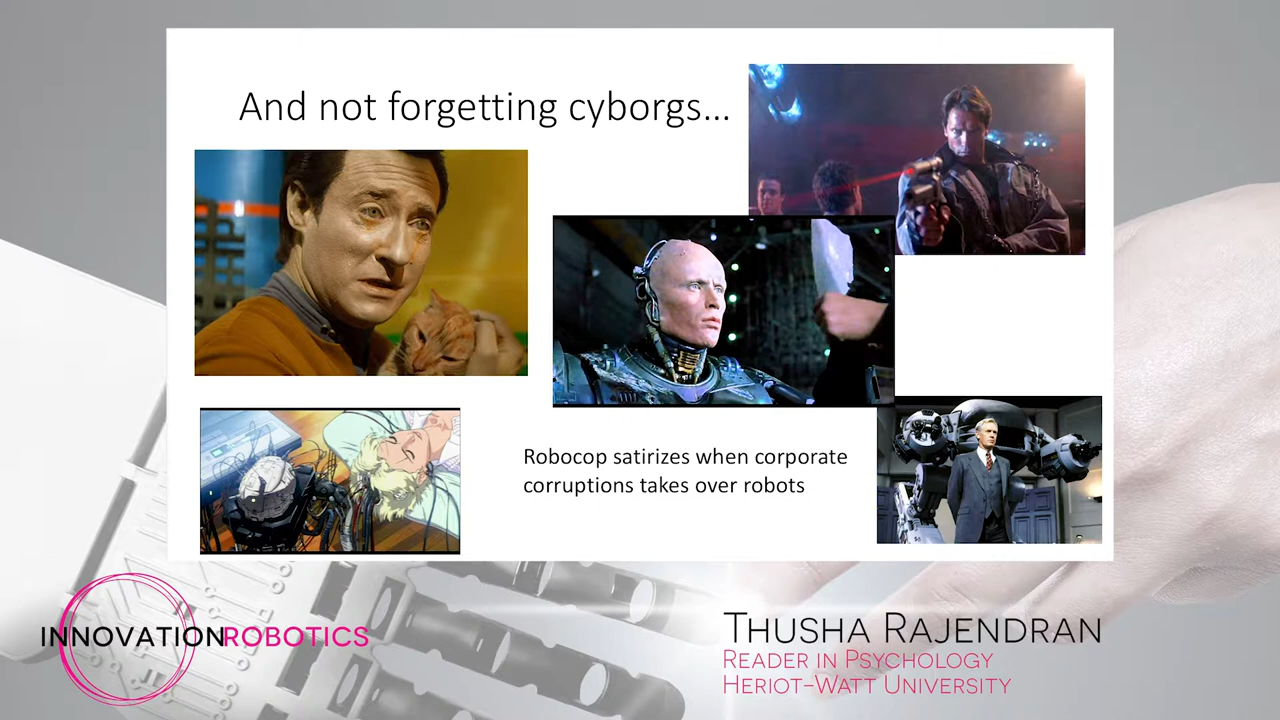 And not forgetting cyborgs...
Robocop satirizes when corporate
corruptions takes over robots
INNOVATIONROBOTICS
THUSHA RAJENDRAN
READER IN PSYCHOLOGY
HERIOT-WATT UNIVERSITY